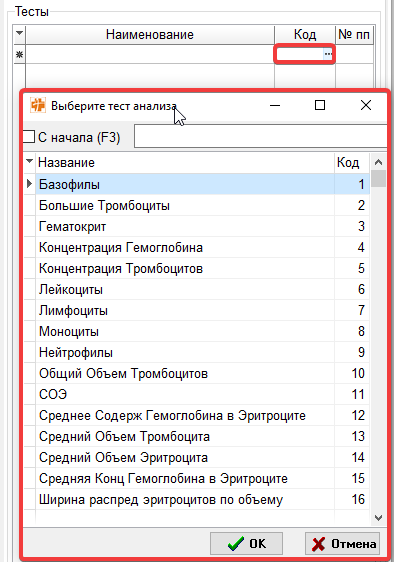 Тесты
Наименование Код № пп
...
Выберите тест анализа
С начала (F3)
Название Код
Базофилы 1
Большие Тромбоциты 2
Гематокрит 3
Концентрация Гемоглобина 4
Концентрация Тромбоцитов 5
Лейкоциты 6
Лимфоциты 7
Моноциты 8
Нейтрофилы 9
Общий Объем Тромбоцитов 10
СОЭ 11
Среднее Содерж Гемоглобина в Эритроците 12
Средний Объем Тромбоцита 13
Средний Объем Эритроцита 14
Средняя Конц Гемоглобина в Эритроците 15
Ширина распред эритроцитов по объему 16
OK Отмена